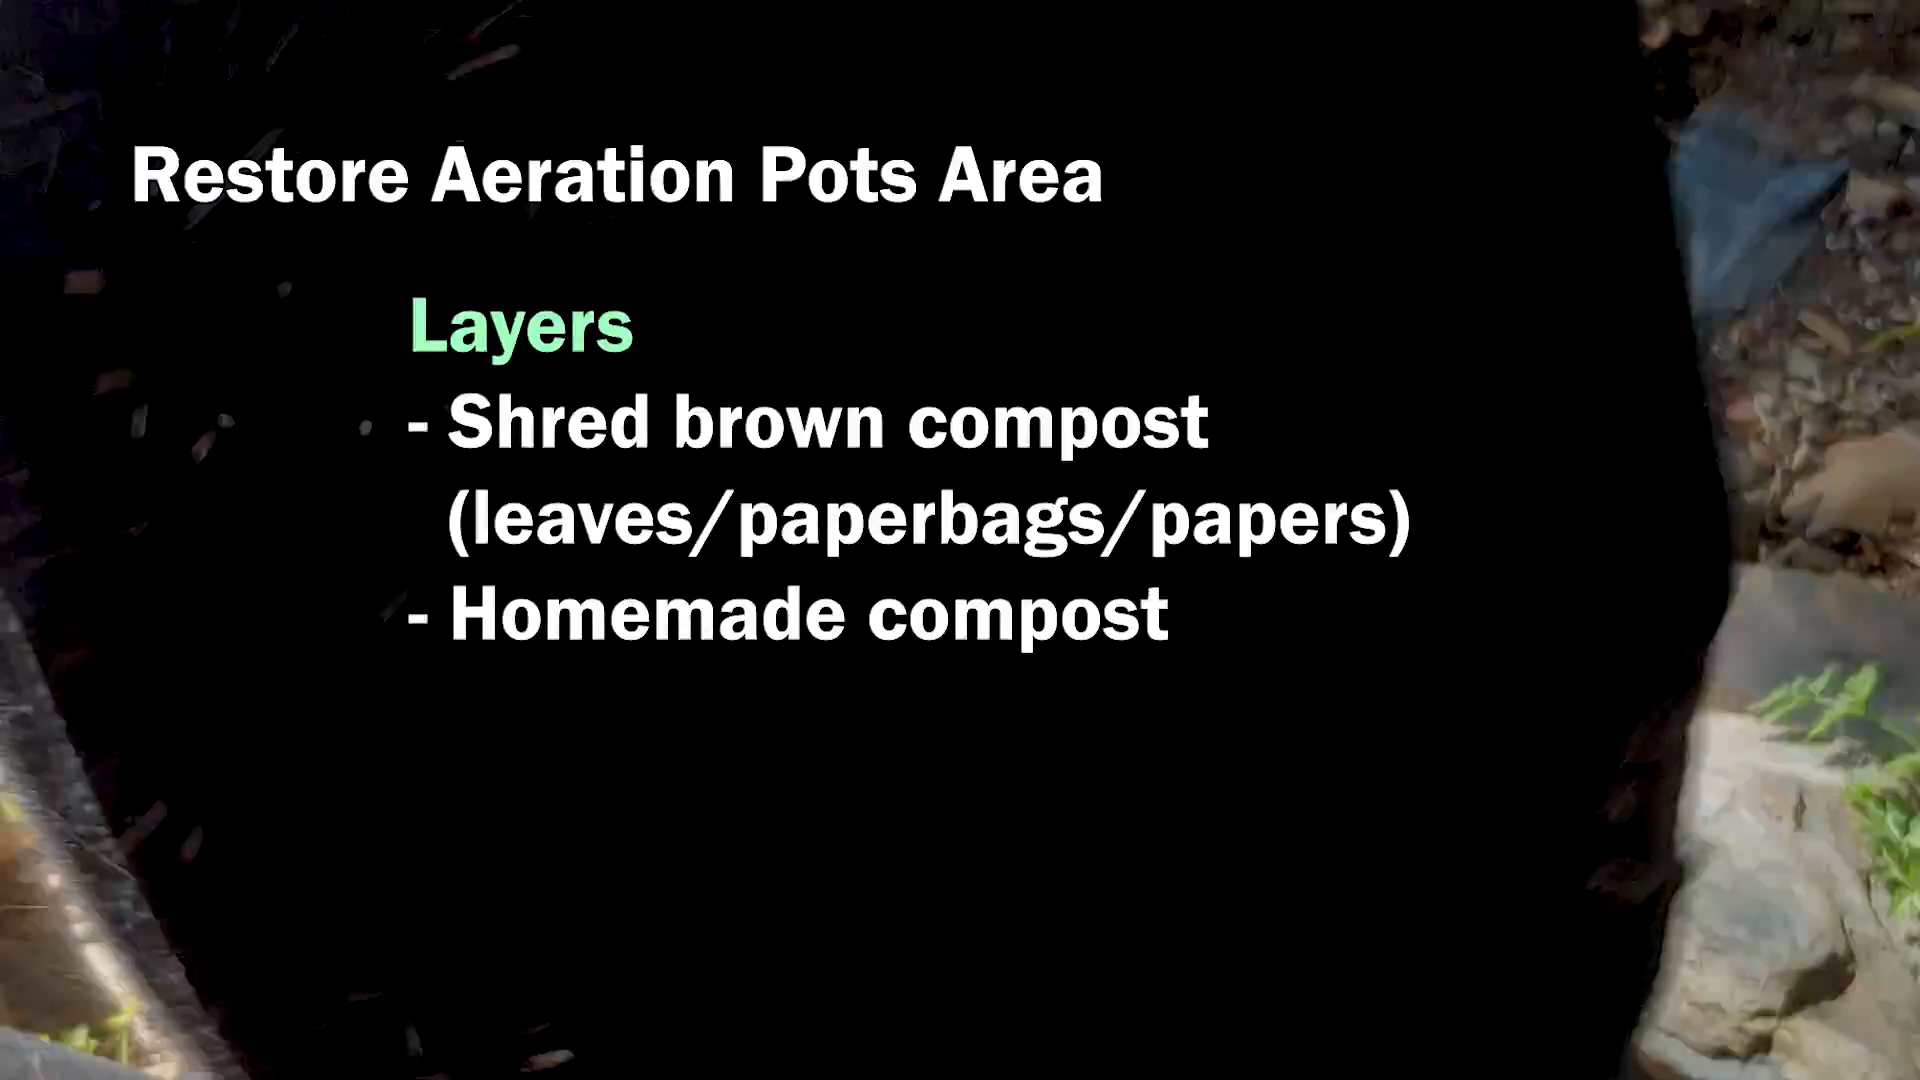 Restore Aeration Pots Area
Layers
- Shred brown compost
(leaves/paperbags/papers)
- Homemade compost